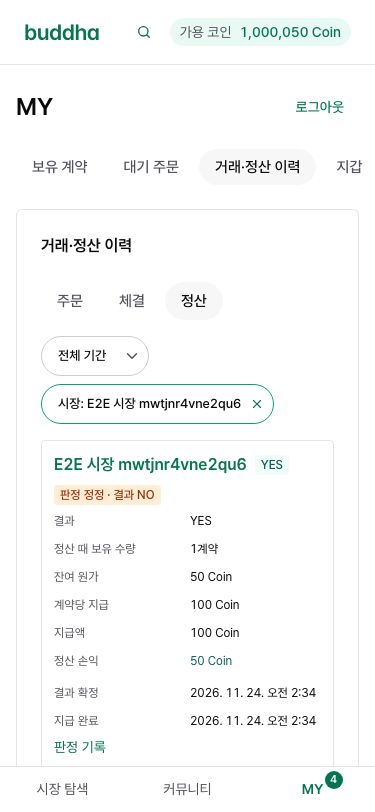 buddha
가용 코인 1,000,050 Coin
MY
로그아웃
보유 계약 대기 주문 거래·정산 이력 지갑
거래·정산 이력
주문 체결 정산
전체 기간
시장: E2E 시장 mwtjnr4vne2qu6 ×
E2E 시장 mwtjnr4vne2qu6 YES
판정 정정 · 결과 NO
결과 YES
정산 때 보유 수량 1계약
잔여 원가 50 Coin
계약당 지급 100 Coin
지급액 100 Coin
정산 손익 50 Coin
결과 확정 2026. 11. 24. 오전 2:34
지급 완료 2026. 11. 24. 오전 2:34
판정 기록
시장 탐색 커뮤니티 MY 4